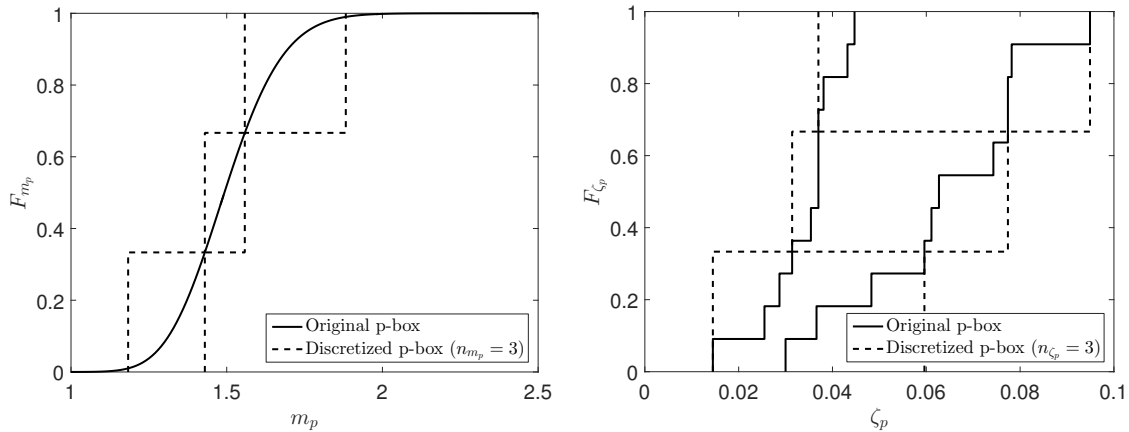 1
0.8
0.6
0.4
0.2
0
F_{m_p}
1
1.5
2
2.5
m_p
Original p-box
Discretized p-box (n_{m_p} = 3)
1
0.8
0.6
0.4
0.2
0
F_{ζ_p}
0
0.02
0.04
0.06
0.08
0.1
ζ_p
Original p-box
Discretized p-box (n_{ζ_p} = 3)